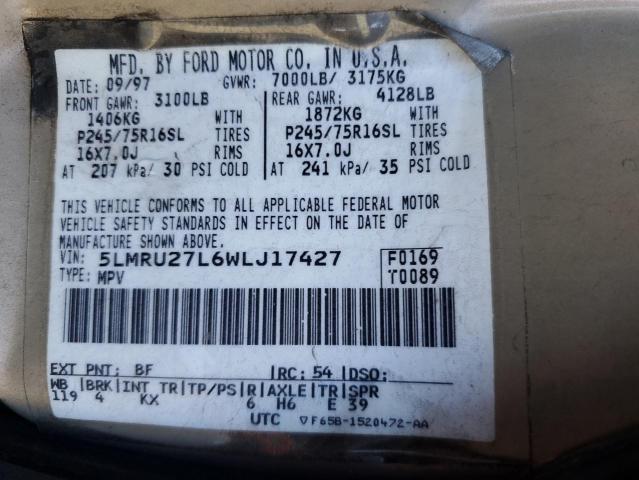 MFD. BY FORD MOTOR CO. IN U.S.A.
DATE: 09/97 GVWR: 7000LB/ 3175KG
FRONT GAWR: 3100LB REAR GAWR: 4128LB
1406KG WITH 1872KG WITH
P245/75R16SL TIRES P245/75R16SL TIRES
16X7.0J RIMS 16X7.0J RIMS
AT 207 kPa/ 30 PSI COLD AT 241 kPa/ 35 PSI COLD
THIS VEHICLE CONFORMS TO ALL APPLICABLE FEDERAL MOTOR
VEHICLE SAFETY STANDARDS IN EFFECT ON THE DATE OF
MANUFACTURE SHOWN ABOVE.
VIN: 5LMRU27L6WLJ17427 F0169
TYPE: MPV T0089
EXT PNT: BF RC: 54 DSO:
WB BRK INT TR TP/PS R AXLE TR SPR
119 4 KX 6 H6 E 39
UTC ▽F65B-1520472-AA